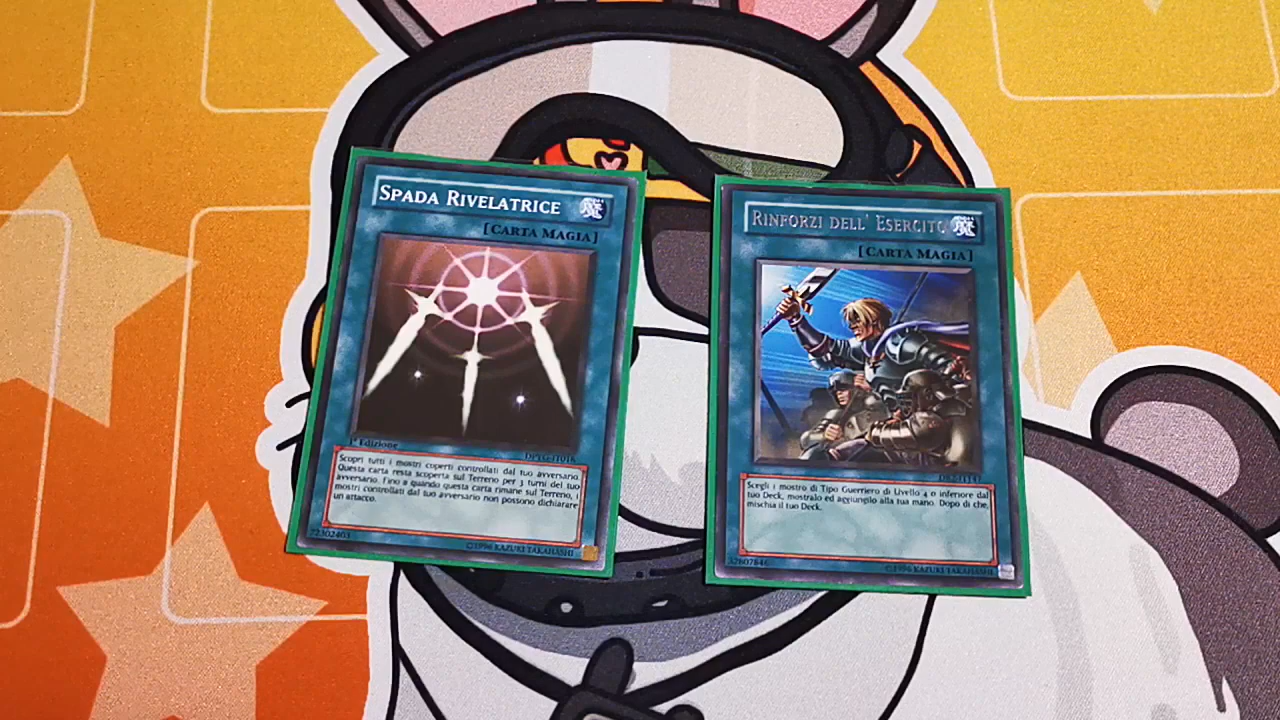 SPADA RIVELATRICE
[CARTA MAGIA]
1ª Edizione
Scopri tutti i mostri coperti controllati dal tuo avversario.
Questa carta resta scoperta sul Terreno per 3 turni del tuo
avversario. Fino a quando questa carta rimane sul Terreno, i
mostri controllati dal tuo avversario non possono dichiarare
un attacco.
72302403
©1996 KAZUKI TAKAHASHI
RINFORZI DELL' ESERCITO
[CARTA MAGIA]
Scegli 1 mostro di Tipo Guerriero di Livello 4 o inferiore dal
tuo Deck, mostralo ed aggiungilo alla tua mano. Dopo di che,
mischia il tuo Deck.
32807846
©1996 KAZUKI TAKAHASHI